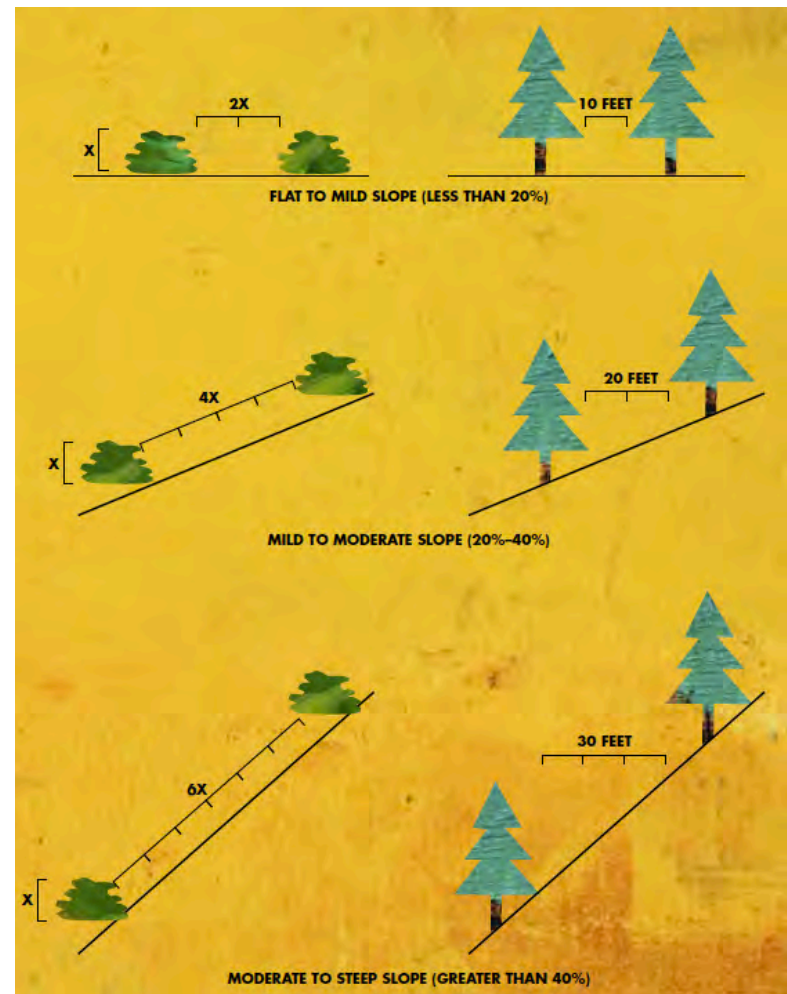 2X
10 FEET
X
FLAT TO MILD SLOPE (LESS THAN 20%)
4X
20 FEET
X
MILD TO MODERATE SLOPE (20%–40%)
6X
30 FEET
X
MODERATE TO STEEP SLOPE (GREATER THAN 40%)